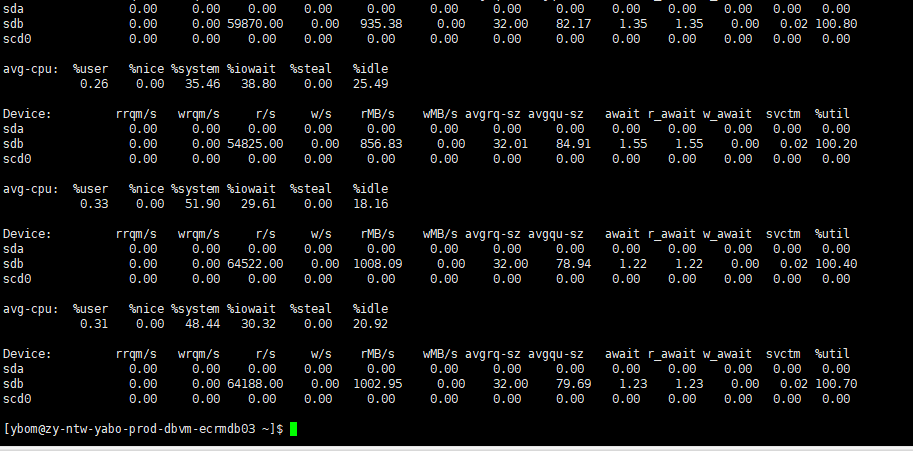 sda 0.00 0.00 0.00 0.00 0.00 0.00 0.00 0.00 0.00 0.00 0.00 0.00 0.00
sdb 0.00 0.00 59870.00 0.00 935.38 0.00 32.00 82.17 1.35 1.35 0.00 0.02 100.80
scd0 0.00 0.00 0.00 0.00 0.00 0.00 0.00 0.00 0.00 0.00 0.00 0.00 0.00
avg-cpu: %user %nice %system %iowait %steal %idle
0.26 0.00 35.46 38.80 0.00 25.49
Device: rrqm/s wrqm/s r/s w/s rMB/s wMB/s avgrq-sz avgqu-sz await r_await w_await svctm %util
sda 0.00 0.00 0.00 0.00 0.00 0.00 0.00 0.00 0.00 0.00 0.00 0.00 0.00
sdb 0.00 0.00 54825.00 0.00 856.83 0.00 32.01 84.91 1.55 1.55 0.00 0.02 100.20
scd0 0.00 0.00 0.00 0.00 0.00 0.00 0.00 0.00 0.00 0.00 0.00 0.00 0.00
avg-cpu: %user %nice %system %iowait %steal %idle
0.33 0.00 51.90 29.61 0.00 18.16
Device: rrqm/s wrqm/s r/s w/s rMB/s wMB/s avgrq-sz avgqu-sz await r_await w_await svctm %util
sda 0.00 0.00 0.00 0.00 0.00 0.00 0.00 0.00 0.00 0.00 0.00 0.00 0.00
sdb 0.00 0.00 64522.00 0.00 1008.09 0.00 32.00 78.94 1.22 1.22 0.00 0.02 100.40
scd0 0.00 0.00 0.00 0.00 0.00 0.00 0.00 0.00 0.00 0.00 0.00 0.00 0.00
avg-cpu: %user %nice %system %iowait %steal %idle
0.31 0.00 48.44 30.32 0.00 20.92
Device: rrqm/s wrqm/s r/s w/s rMB/s wMB/s avgrq-sz avgqu-sz await r_await w_await svctm %util
sda 0.00 0.00 0.00 0.00 0.00 0.00 0.00 0.00 0.00 0.00 0.00 0.00 0.00
sdb 0.00 0.00 64188.00 0.00 1002.95 0.00 32.00 79.69 1.23 1.23 0.00 0.02 100.70
scd0 0.00 0.00 0.00 0.00 0.00 0.00 0.00 0.00 0.00 0.00 0.00 0.00 0.00
[ybom@zy-ntw-yabo-prod-dbvm-ecrmdb03 ~]$